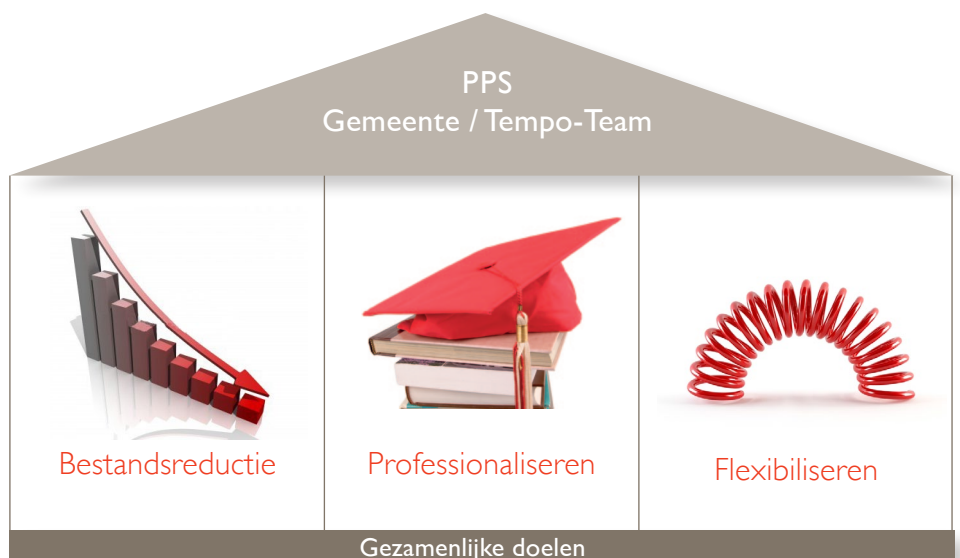 PPS
Gemeente / Tempo-Team
Bestandsreductie
Professionaliseren
Flexibiliseren
Gezamenlijke doelen